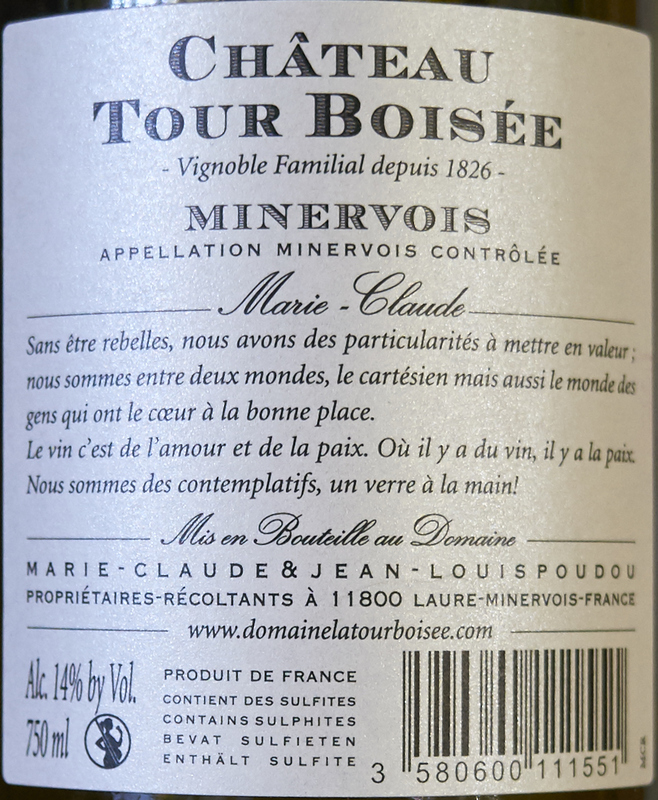 CHÂTEAU
TOUR BOISÉE
- Vignoble Familial depuis 1826 -
MINERVOIS
APPELLATION MINERVOIS CONTRÔLÉE
Marie-Claude
Sans être rebelles, nous avons des particularités à mettre en valeur ;
nous sommes entre deux mondes, le cartésien mais aussi le monde des
gens qui ont le cœur à la bonne place.
Le vin c'est de l'amour et de la paix. Où il y a du vin, il y a la paix.
Nous sommes des contemplatifs, un verre à la main!
Mis en Bouteille au Domaine
MARIE-CLAUDE & JEAN-LOUIS POUDOU
PROPRIÉTAIRES-RÉCOLTANTS À 11800 LAURE-MINERVOIS-FRANCE
www.domainelatourboisee.com
Alc. 14% by Vol.
750 ml
PRODUIT DE FRANCE
CONTIENT DES SULFITES
CONTAINS SULPHITES
BEVAT SULFIETEN
ENTHÄLT SULFITE
3 580600 111551